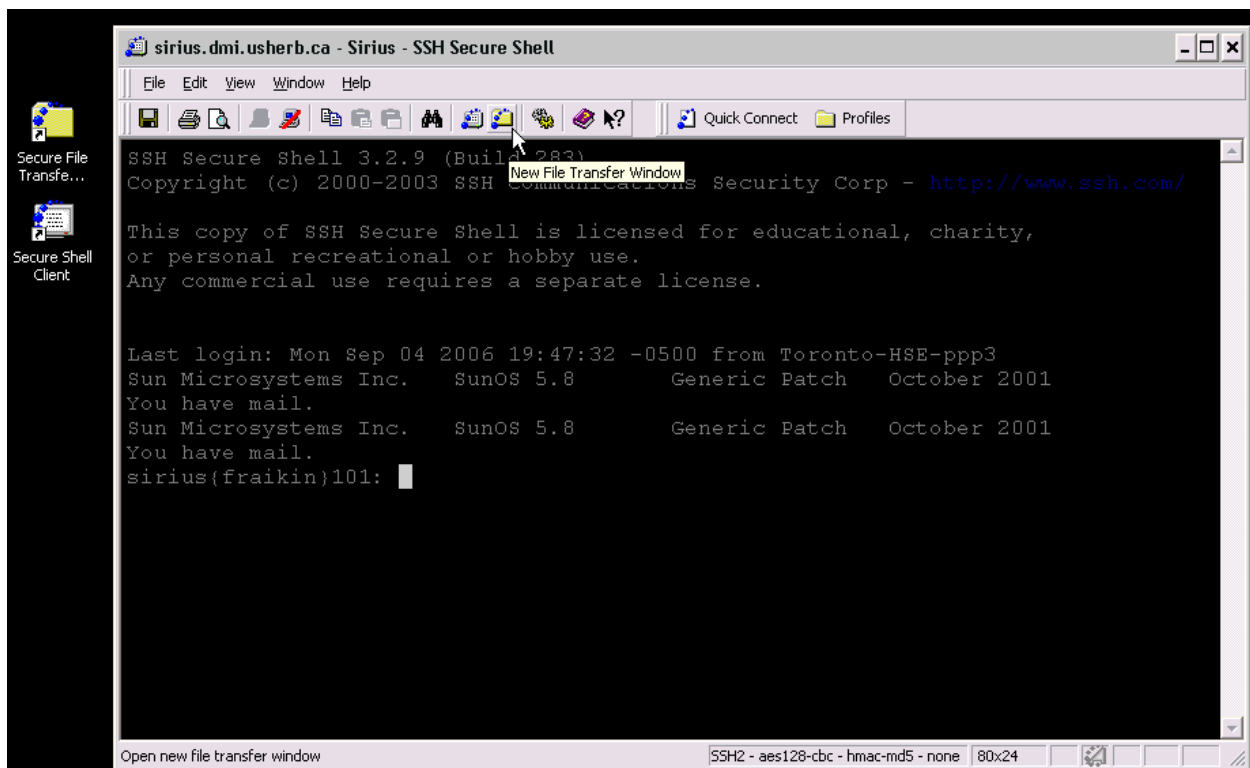 sirius.dmi.usherb.ca - Sirius - SSH Secure Shell
File Edit View Window Help
Quick Connect Profiles
Secure File
Transfe...
Secure Shell
Client
SSH Secure Shell 3.2.9 (Build 283)
New File Transfer Window
Copyright (c) 2000-2003 SSH Communications Security Corp - http://www.ssh.com/
This copy of SSH Secure Shell is licensed for educational, charity,
or personal recreational or hobby use.
Any commercial use requires a separate license.
Last login: Mon Sep 04 2006 19:47:32 -0500 from Toronto-HSE-ppp3
Sun Microsystems Inc. SunOS 5.8 Generic Patch October 2001
You have mail.
Sun Microsystems Inc. SunOS 5.8 Generic Patch October 2001
You have mail.
sirius{fraikin}101:
Open new file transfer window
SSH2 - aes128-cbc - hmac-md5 - none 80x24